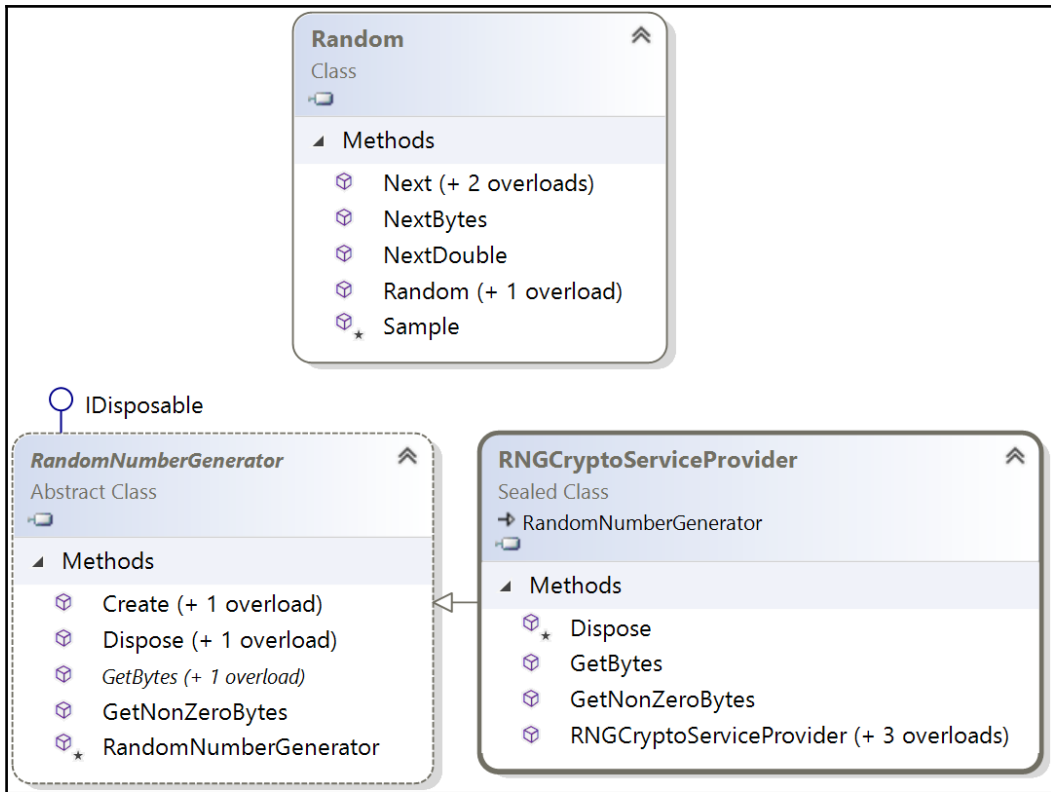 Random
Class
Methods
Next (+ 2 overloads)
NextBytes
NextDouble
Random (+ 1 overload)
Sample
IDisposable
RandomNumberGenerator
Abstract Class
Methods
Create (+ 1 overload)
Dispose (+ 1 overload)
GetBytes (+ 1 overload)
GetNonZeroBytes
RandomNumberGenerator
RNGCryptoServiceProvider
Sealed Class
RandomNumberGenerator
Methods
Dispose
GetBytes
GetNonZeroBytes
RNGCryptoServiceProvider (+ 3 overloads)